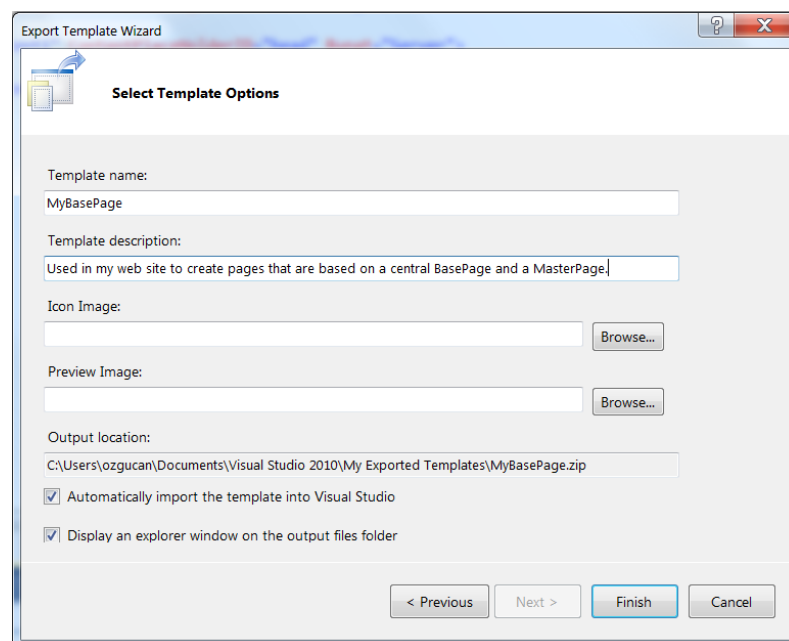 Export Template Wizard
Select Template Options
Template name:
MyBasePage
Template description:
Used in my web site to create pages that are based on a central BasePage and a MasterPage.
Icon Image:
Browse...
Preview Image:
Browse...
Output location:
C:\Users\ozgucan\Documents\Visual Studio 2010\My Exported Templates\MyBasePage.zip
Automatically import the template into Visual Studio
Display an explorer window on the output files folder
< Previous Next > Finish Cancel